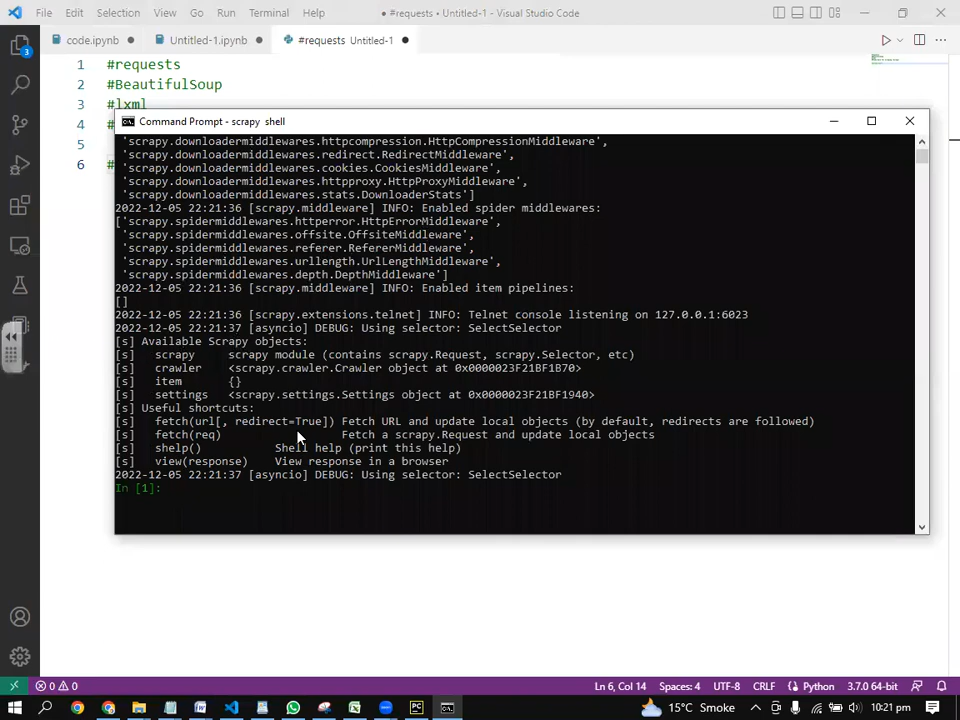 File Edit Selection View Go Run Terminal Help ● #requests Untitled-1 - Visual Studio Code
code.ipynb ● Untitled-1.ipynb ● #requests Untitled-1 ●
1 #requests
2 #BeautifulSoup
3 #lxml
4 #
5
6 #
3
Command Prompt - scrapy shell
'scrapy.downloadermiddlewares.httpcompression.HttpCompressionMiddleware',
'scrapy.downloadermiddlewares.redirect.RedirectMiddleware',
'scrapy.downloadermiddlewares.cookies.CookiesMiddleware',
'scrapy.downloadermiddlewares.httpproxy.HttpProxyMiddleware',
'scrapy.downloadermiddlewares.stats.DownloaderStats']
2022-12-05 22:21:36 [scrapy.middleware] INFO: Enabled spider middlewares:
['scrapy.spidermiddlewares.httperror.HttpErrorMiddleware',
'scrapy.spidermiddlewares.offsite.OffsiteMiddleware',
'scrapy.spidermiddlewares.referer.RefererMiddleware',
'scrapy.spidermiddlewares.urllength.UrlLengthMiddleware',
'scrapy.spidermiddlewares.depth.DepthMiddleware']
2022-12-05 22:21:36 [scrapy.middleware] INFO: Enabled item pipelines:
[]
2022-12-05 22:21:36 [scrapy.extensions.telnet] INFO: Telnet console listening on 127.0.0.1:6023
2022-12-05 22:21:37 [asyncio] DEBUG: Using selector: SelectSelector
[s] Available Scrapy objects:
[s] scrapy scrapy module (contains scrapy.Request, scrapy.Selector, etc)
[s] crawler <scrapy.crawler.Crawler object at 0x0000023F21BF1B70>
[s] item {}
[s] settings <scrapy.settings.Settings object at 0x0000023F21BF1940>
[s] Useful shortcuts:
[s] fetch(url[, redirect=True]) Fetch URL and update local objects (by default, redirects are followed)
[s] fetch(req) Fetch a scrapy.Request and update local objects
[s] shelp() Shell help (print this help)
[s] view(response) View response in a browser
2022-12-05 22:21:37 [asyncio] DEBUG: Using selector: SelectSelector
In [1]:
0 0 Ln 6, Col 14 Spaces: 4 UTF-8 CRLF Python 3.7.0 64-bit
15°C Smoke 10:21 pm